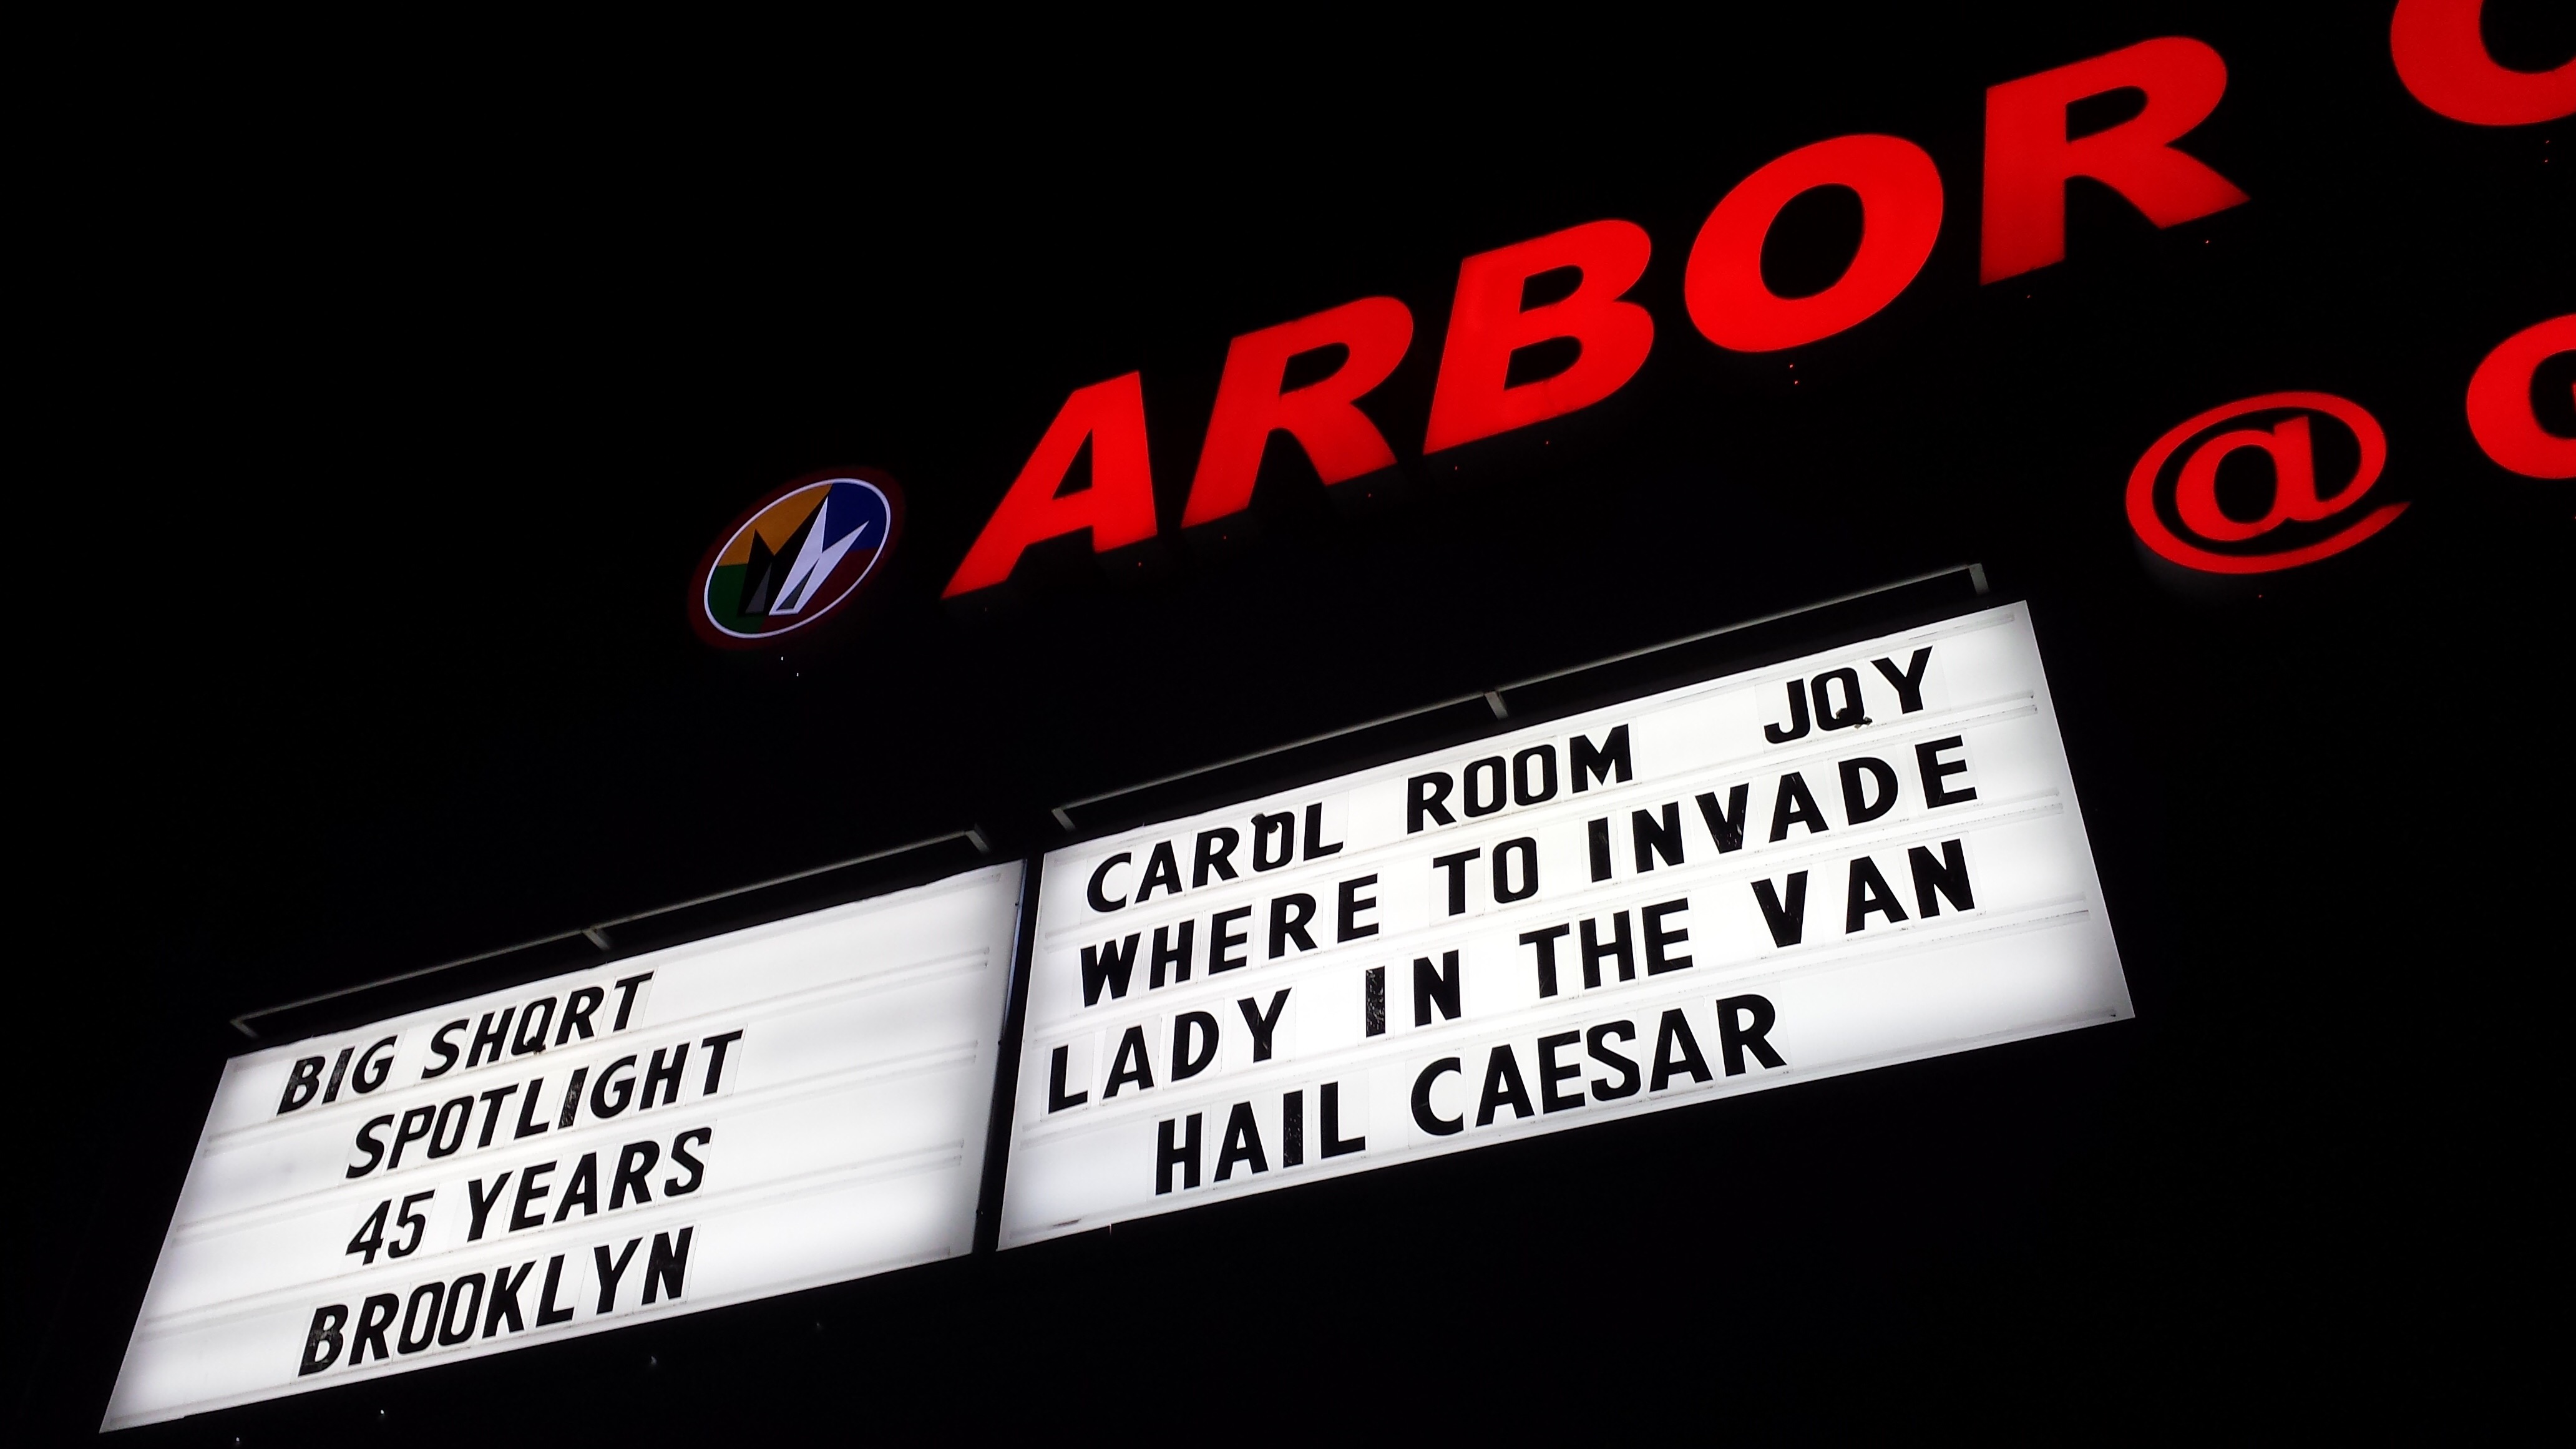 ARBOR
@
CAROL ROOM JQY
WHERE TO INVADE
LADY IN THE VAN
HAIL CAESAR
BIG SHQRT
SPOTLIGHT
45 YEARS
BROOKLYN